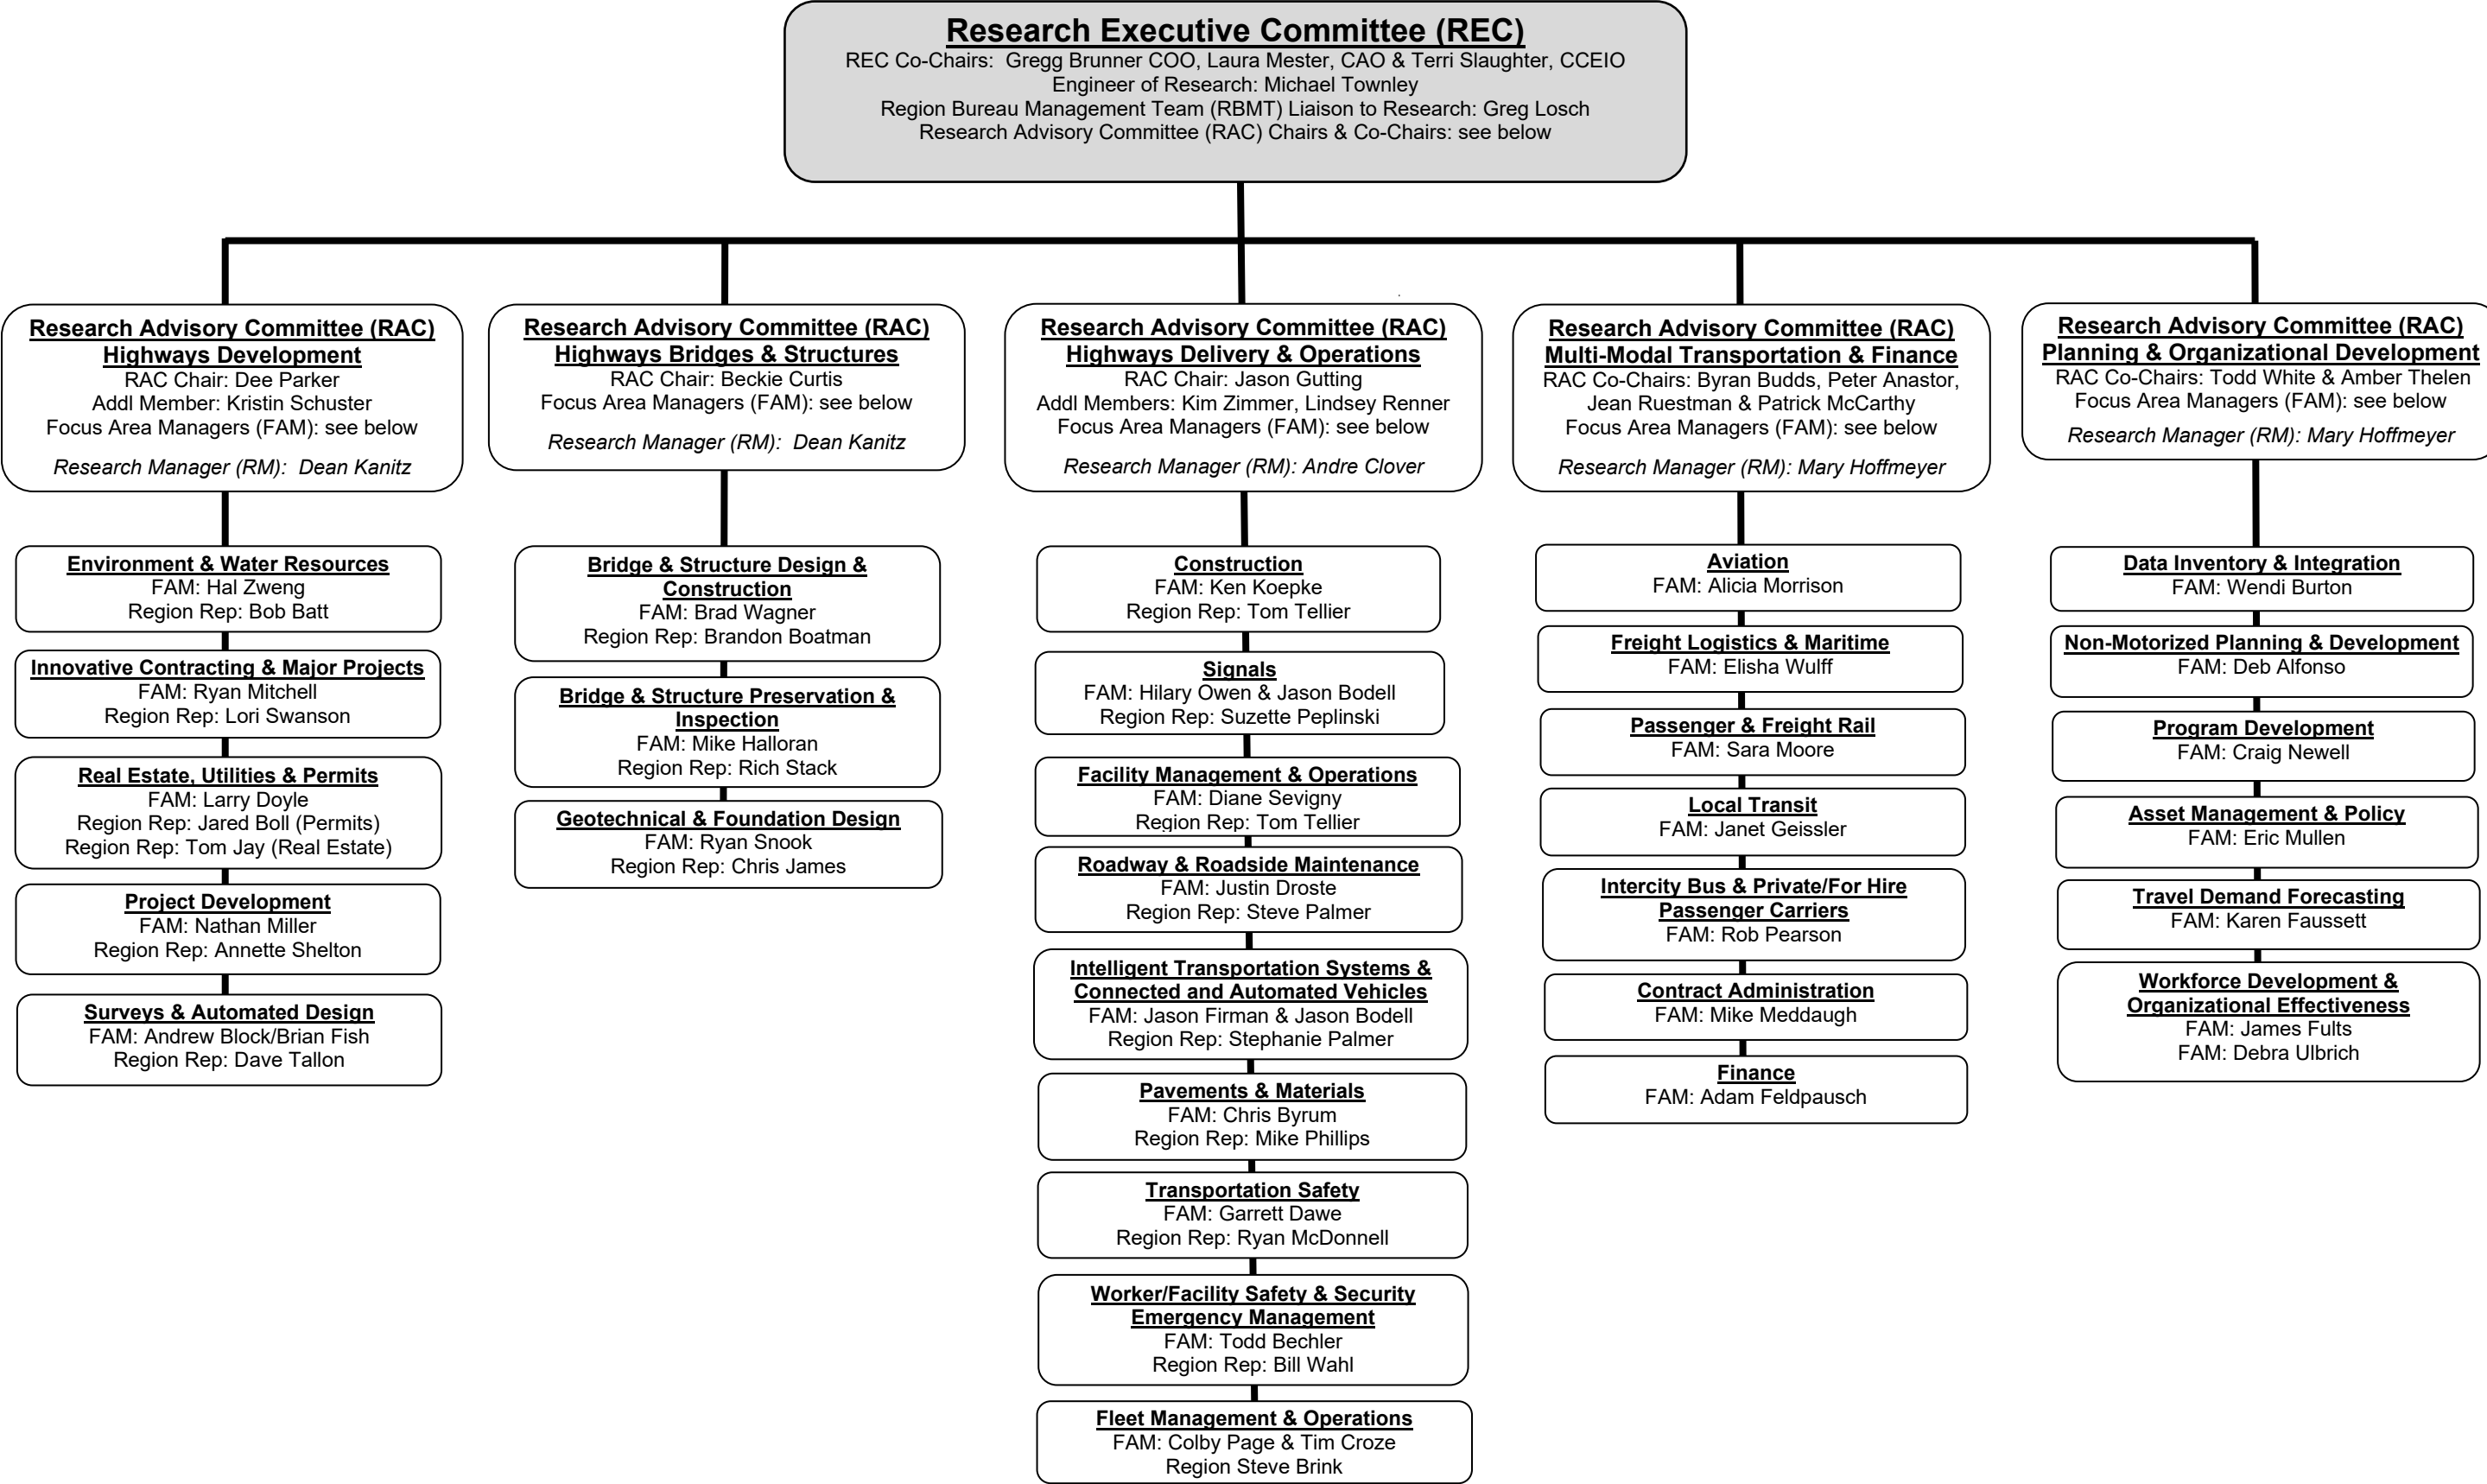 Research Executive Committee (REC)
REC Co-Chairs: Gregg Brunner COO, Laura Mester, CAO & Terri Slaughter, CCEIO
Engineer of Research: Michael Townley
Region Bureau Management Team (RBMT) Liaison to Research: Greg Losch
Research Advisory Committee (RAC) Chairs & Co-Chairs: see below
Research Advisory Committee (RAC)
Highways Development
RAC Chair: Dee Parker
Addl Member: Kristin Schuster
Focus Area Managers (FAM): see below
Research Manager (RM): Dean Kanitz
Environment & Water Resources
FAM: Hal Zweng
Region Rep: Bob Batt
Innovative Contracting & Major Projects
FAM: Ryan Mitchell
Region Rep: Lori Swanson
Real Estate, Utilities & Permits
FAM: Larry Doyle
Region Rep: Jared Boll (Permits)
Region Rep: Tom Jay (Real Estate)
Project Development
FAM: Nathan Miller
Region Rep: Annette Shelton
Surveys & Automated Design
FAM: Andrew Block/Brian Fish
Region Rep: Dave Tallon
Research Advisory Committee (RAC)
Highways Bridges & Structures
RAC Chair: Beckie Curtis
Focus Area Managers (FAM): see below
Research Manager (RM): Dean Kanitz
Bridge & Structure Design &
Construction
FAM: Brad Wagner
Region Rep: Brandon Boatman
Bridge & Structure Preservation &
Inspection
FAM: Mike Halloran
Region Rep: Rich Stack
Geotechnical & Foundation Design
FAM: Ryan Snook
Region Rep: Chris James
Research Advisory Committee (RAC)
Highways Delivery & Operations
RAC Chair: Jason Gutting
Addl Members: Kim Zimmer, Lindsey Renner
Focus Area Managers (FAM): see below
Research Manager (RM): Andre Clover
Construction
FAM: Ken Koepke
Region Rep: Tom Tellier
Signals
FAM: Hilary Owen & Jason Bodell
Region Rep: Suzette Peplinski
Facility Management & Operations
FAM: Diane Sevigny
Region Rep: Tom Tellier
Roadway & Roadside Maintenance
FAM: Justin Droste
Region Rep: Steve Palmer
Intelligent Transportation Systems &
Connected and Automated Vehicles
FAM: Jason Firman & Jason Bodell
Region Rep: Stephanie Palmer
Pavements & Materials
FAM: Chris Byrum
Region Rep: Mike Phillips
Transportation Safety
FAM: Garrett Dawe
Region Rep: Ryan McDonnell
Worker/Facility Safety & Security
Emergency Management
FAM: Todd Bechler
Region Rep: Bill Wahl
Fleet Management & Operations
FAM: Colby Page & Tim Croze
Region Steve Brink
Research Advisory Committee (RAC)
Multi-Modal Transportation & Finance
RAC Co-Chairs: Byran Budds, Peter Anastor,
Jean Ruestman & Patrick McCarthy
Focus Area Managers (FAM): see below
Research Manager (RM): Mary Hoffmeyer
Aviation
FAM: Alicia Morrison
Freight Logistics & Maritime
FAM: Elisha Wulff
Passenger & Freight Rail
FAM: Sara Moore
Local Transit
FAM: Janet Geissler
Intercity Bus & Private/For Hire
Passenger Carriers
FAM: Rob Pearson
Contract Administration
FAM: Mike Meddaugh
Finance
FAM: Adam Feldpausch
Research Advisory Committee (RAC)
Planning & Organizational Development
RAC Co-Chairs: Todd White & Amber Thelen
Focus Area Managers (FAM): see below
Research Manager (RM): Mary Hoffmeyer
Data Inventory & Integration
FAM: Wendi Burton
Non-Motorized Planning & Development
FAM: Deb Alfonso
Program Development
FAM: Craig Newell
Asset Management & Policy
FAM: Eric Mullen
Travel Demand Forecasting
FAM: Karen Faussett
Workforce Development &
Organizational Effectiveness
FAM: James Fults
FAM: Debra Ulbrich